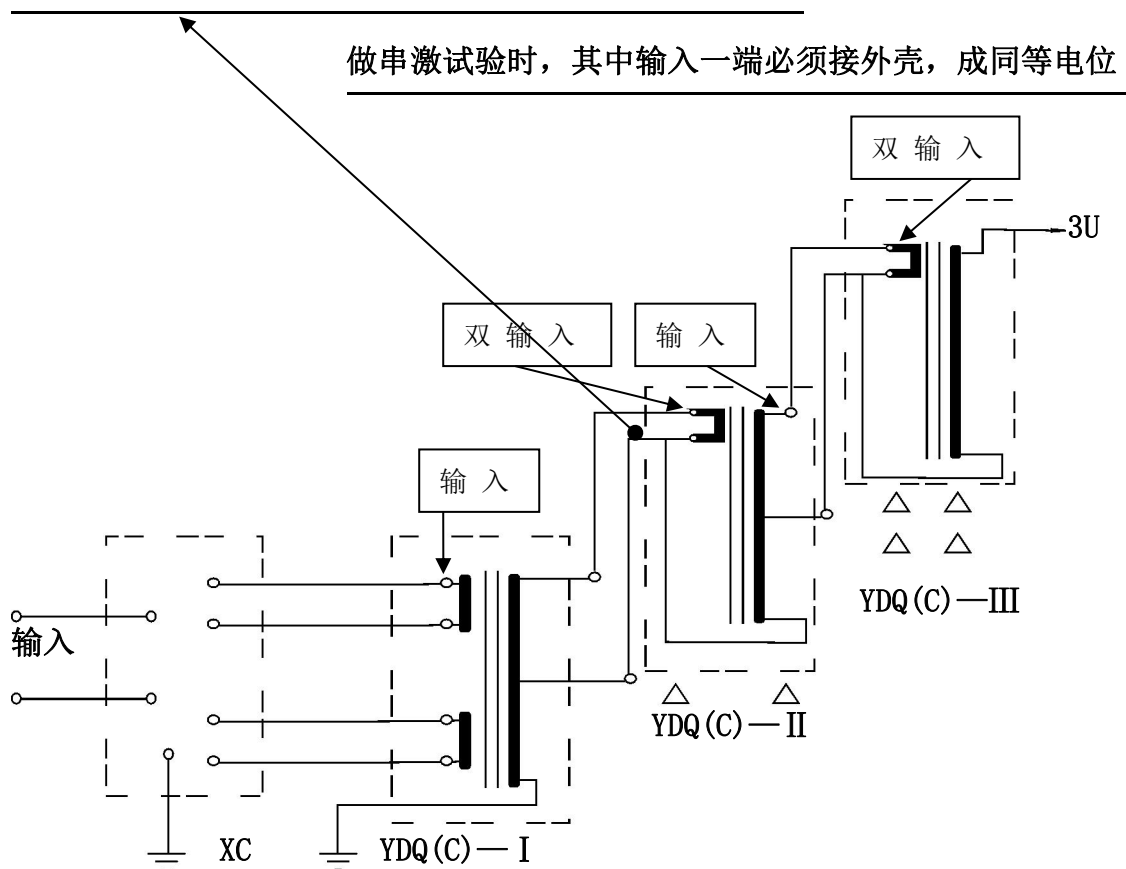 做串激试验时，其中输入一端必须接外壳，成同等电位
双 输 入
3U
双 输 入
输 入
输 入
YDQ(C)—III
输入
YDQ(C)—II
XC
YDQ(C)—I